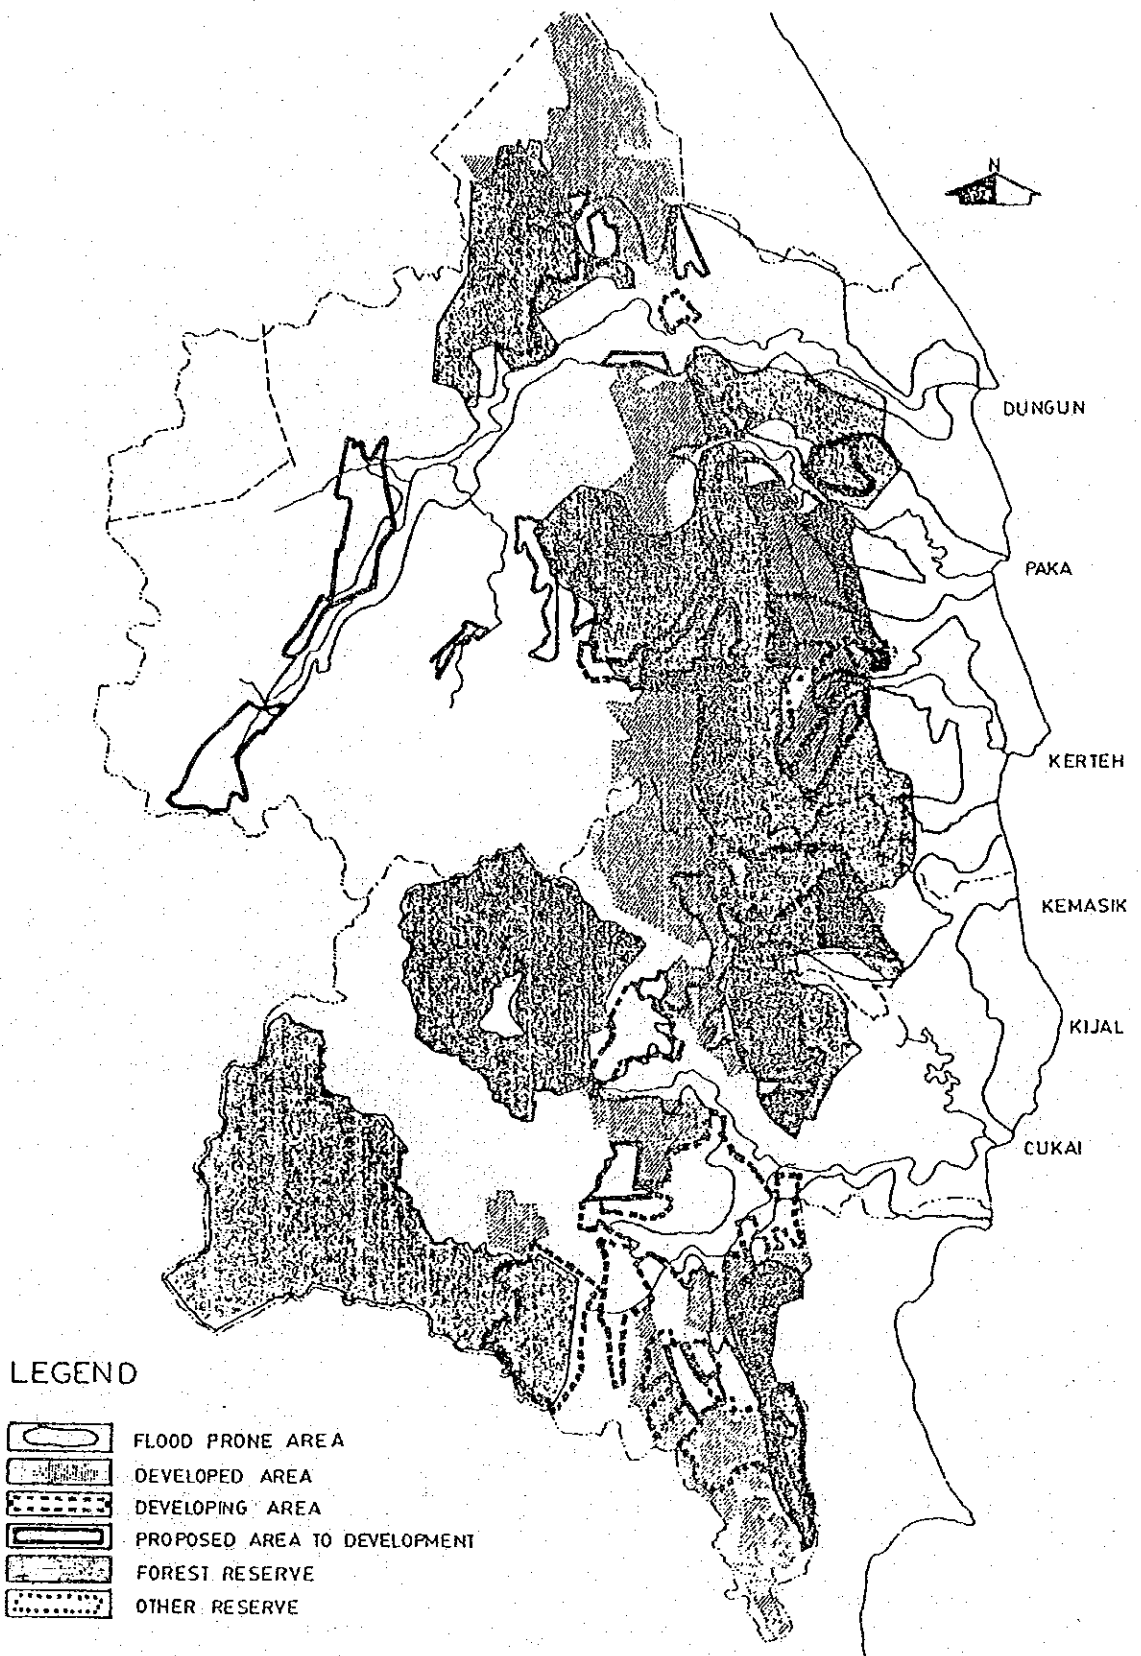 N
DUNGUN
PAKA
KERTEH
KEMASIK
KIJAL
CUKAI
LEGEND
FLOOD PRONE AREA
DEVELOPED AREA
DEVELOPING AREA
PROPOSED AREA TO DEVELOPMENT
FOREST RESERVE
OTHER RESERVE